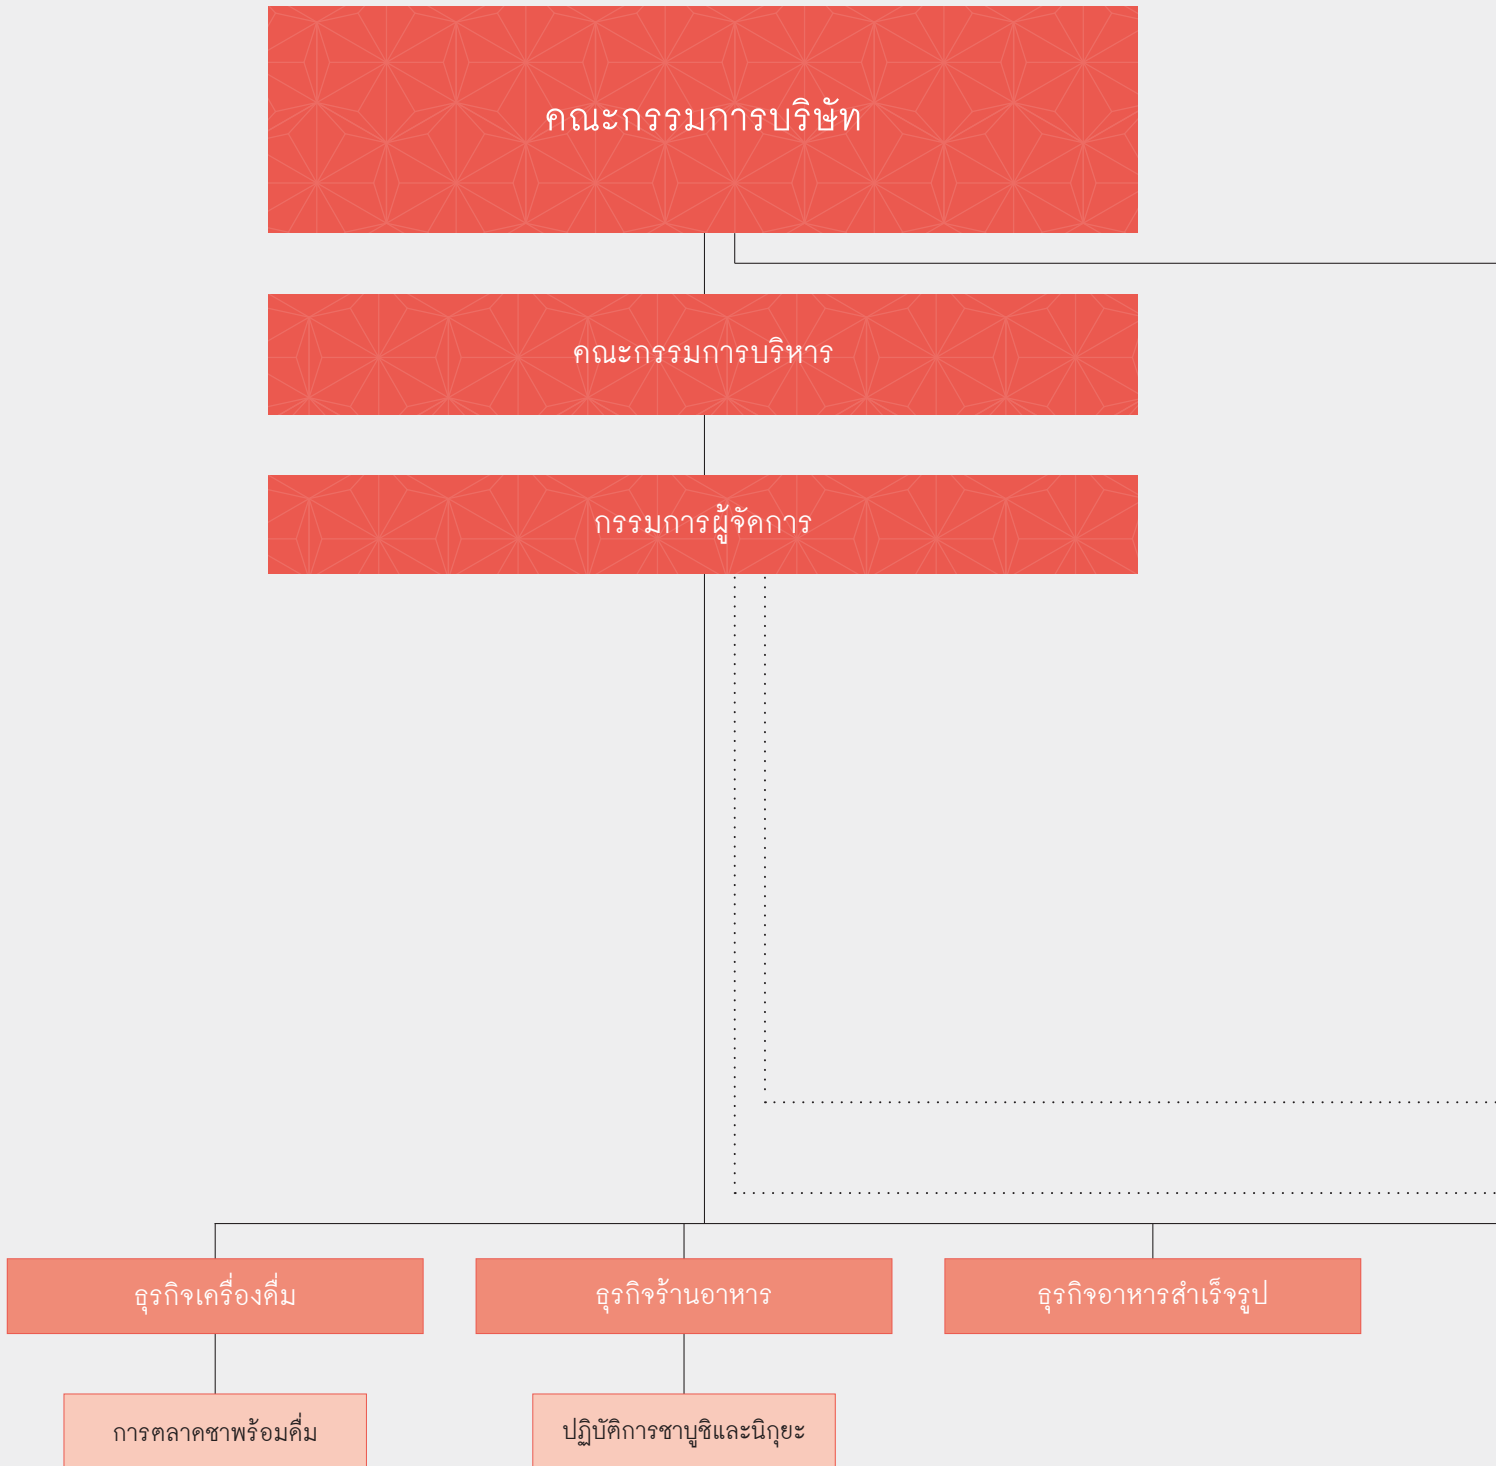 คณะกรรมการบริษัท
คณะกรรมการบริหาร
กรรมการผู้จัดการ
ธุรกิจเครื่องดื่ม
ธุรกิจร้านอาหาร
ธุรกิจอาหารสำเร็จรูป
การตลาดชาพร้อมดื่ม
ปฏิบัติการชาบูชิและนิกุยะ